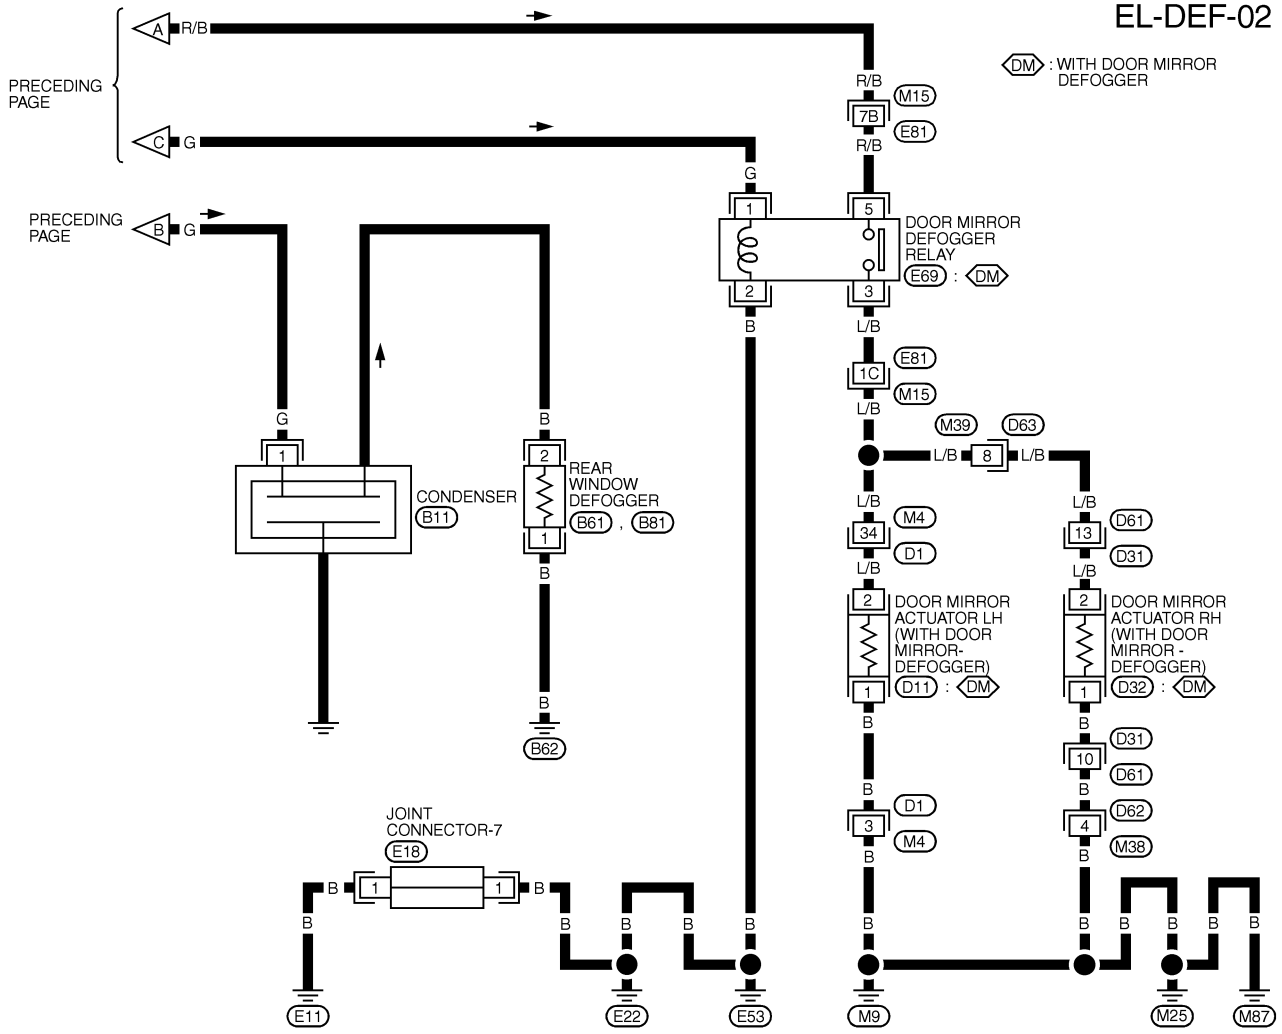 EL-DEF-02
DM : WITH DOOR MIRROR
DEFOGGER
PRECEDING
PAGE
A R/B
C G
PRECEDING
PAGE
B G
R/B
7B
M15
E81
R/B
G
1
5
DOOR MIRROR
DEFOGGER
RELAY
E69 : DM
2
3
B
L/B
1C
E81
M15
L/B
M39
D63
L/B 8 L/B
G
1
CONDENSER
B11
B
2
REAR
WINDOW
DEFOGGER
B61 , B81
1
B
B
B62
L/B
34
M4
D1
L/B
2
DOOR MIRROR
ACTUATOR LH
(WITH DOOR
MIRROR-
DEFOGGER)
1
D11 : DM
B
B
3
D1
M4
B
B
L/B
13
D61
D31
L/B
2
DOOR MIRROR
ACTUATOR RH
(WITH DOOR
MIRROR -
DEFOGGER)
1
D32 : DM
B
10
D31
D61
B
4
D62
M38
B
B
JOINT
CONNECTOR-7
E18
B 1 1 B
B
B
B
B
B
B
B
B
B
E11
E22
E53
M9
M25
M87